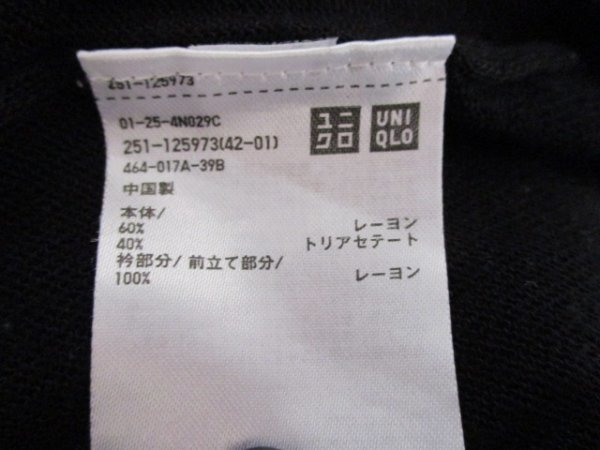 251-125973
01-25-4N029C
251-125973(42-01)
464-017A-39B
中国製
ユニ
クロ
UNI
QLO
本体/
60% レーヨン
40% トリアセテート
衿部分/ 前立て部分/
100% レーヨン